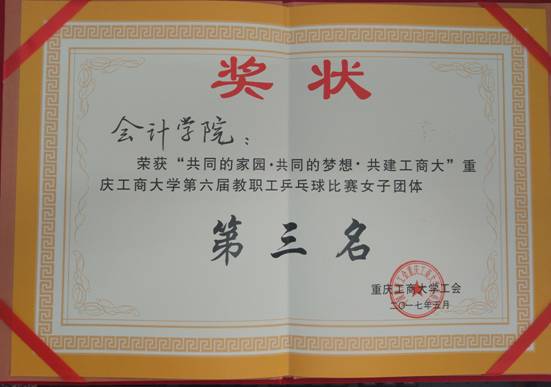 奖状
会计学院：
荣获“共同的家园·共同的梦想·共建工商大”重
庆工商大学第六届教职工乒乓球比赛女子团体
第三名
重庆工商大学工会
二〇一七年五月